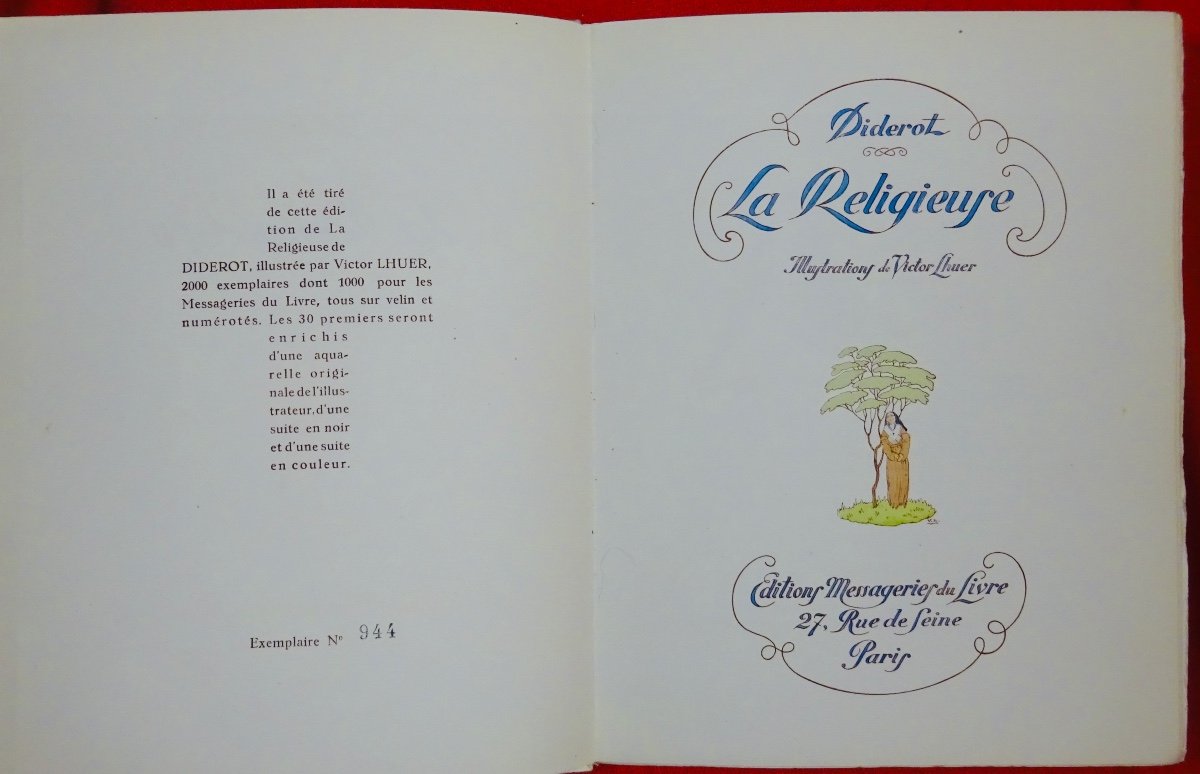 Il a été tiré
de cette édi-
tion de La
Religieuse de
DIDEROT, illustrée par Victor LHUER,
2000 exemplaires dont 1000 pour les
Messageries du Livre, tous sur velin et
numérotés. Les 30 premiers seront
enrichis
d'une aqua-
relle origi-
nale de l'illus-
trateur, d'une
suite en noir
et d'une suite
en couleur.
Exemplaire Nº 944
Diderot
La Religieuse
Illustrations de Victor Lhuer
V.L.
Editions Messageries du Livre
27, Rue de Seine
Paris